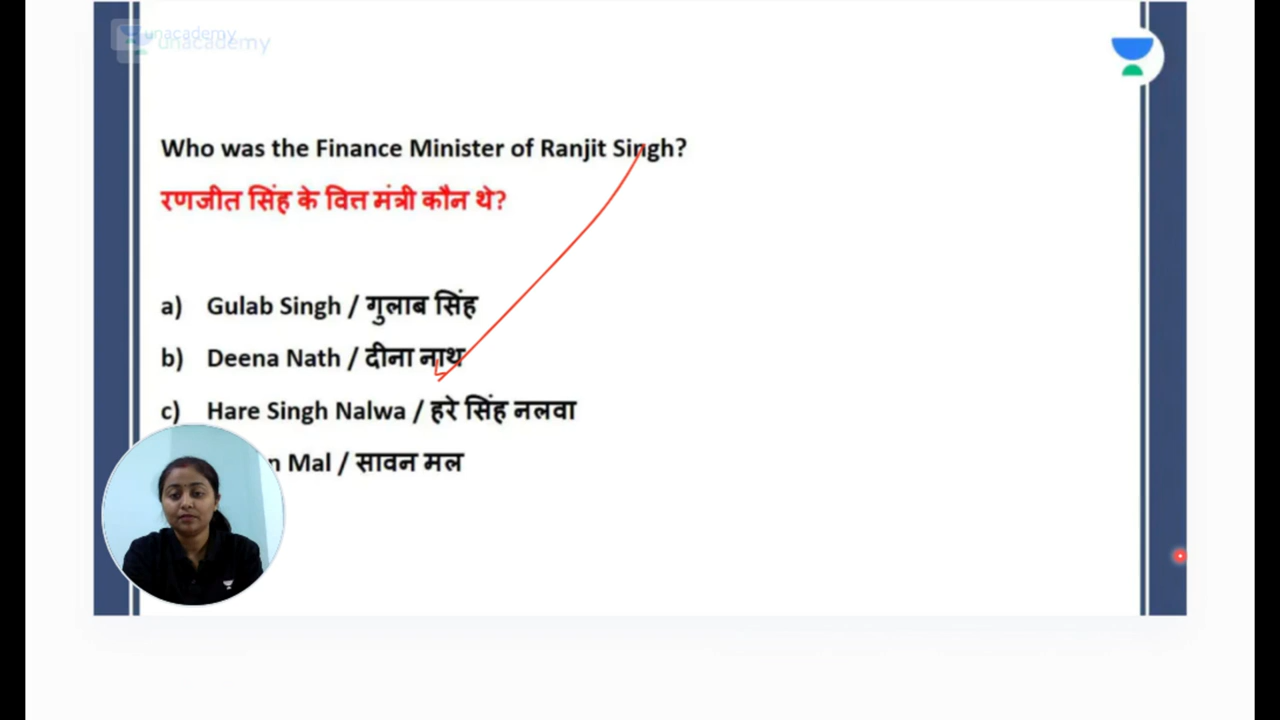 unacademy
unacademy
Who was the Finance Minister of Ranjit Singh?
रणजीत सिंह के वित्त मंत्री कौन थे?
a) Gulab Singh / गुलाब सिंह
b) Deena Nath / दीना नाथ
c) Hare Singh Nalwa / हरे सिंह नलवा
n Mal / सावन मल